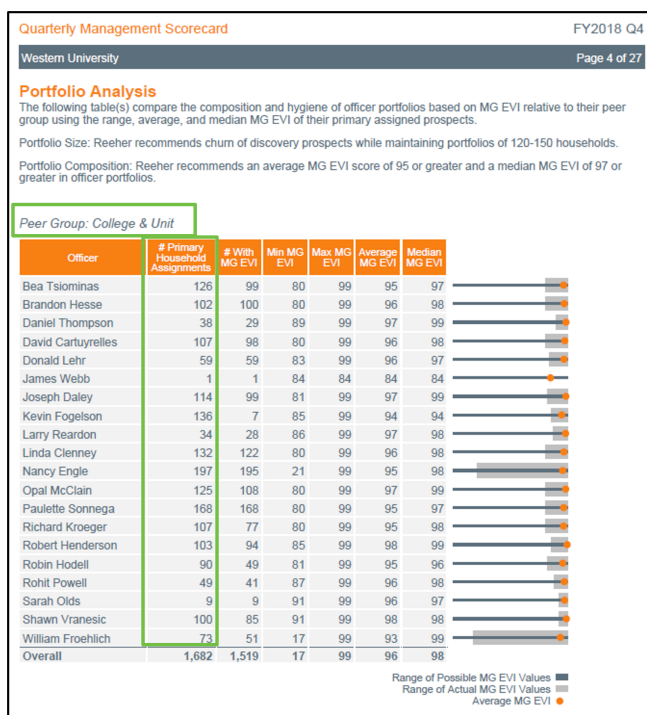 Quarterly Management Scorecard FY2018 Q4
Western University Page 4 of 27
Portfolio Analysis
The following table(s) compare the composition and hygiene of officer portfolios based on MG EVI relative to their peer
group using the range, average, and median MG EVI of their primary assigned prospects.
Portfolio Size: Reeher recommends churn of discovery prospects while maintaining portfolios of 120-150 households.
Portfolio Composition: Reeher recommends an average MG EVI score of 95 or greater and a median MG EVI of 97 or
greater in officer portfolios.
Peer Group: College & Unit
Officer # Primary Household Assignments # With MG EVI Min MG EVI Max MG EVI Average MG EVI Median MG EVI
Bea Tsiominas 126 99 80 99 95 97
Brandon Hesse 102 100 80 99 96 98
Daniel Thompson 38 29 89 99 97 99
David Cartuyrelles 107 98 80 99 96 98
Donald Lehr 59 59 83 99 96 97
James Webb 1 1 84 84 84 84
Joseph Daley 114 99 81 99 97 99
Kevin Fogelson 136 7 85 99 94 94
Larry Reardon 34 28 86 99 97 98
Linda Clenney 132 122 80 99 96 98
Nancy Engle 197 195 21 99 95 98
Opal McClain 125 108 80 99 97 99
Paulette Sonnega 168 168 80 99 95 97
Richard Kroeger 107 77 80 99 95 98
Robert Henderson 103 94 85 99 98 99
Robin Hodell 90 49 81 99 95 96
Rohit Powell 49 41 87 99 96 98
Sarah Olds 9 9 91 99 96 97
Shawn Vranesic 100 85 91 99 98 98
William Froehlich 73 51 17 99 93 99
Overall 1,682 1,519 17 99 96 98
Range of Possible MG EVI Values
Range of Actual MG EVI Values
Average MG EVI